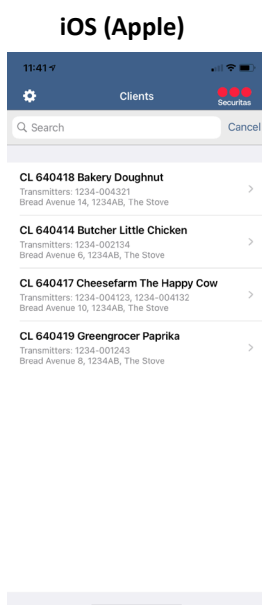 iOS (Apple)
11:41
Clients
Securitas
Search
Cancel
CL 640418 Bakery Doughnut
Transmitters: 1234-004321
Bread Avenue 14, 1234AB, The Stove
CL 640414 Butcher Little Chicken
Transmitters: 1234-002134
Bread Avenue 6, 1234AB, The Stove
CL 640417 Cheesefarm The Happy Cow
Transmitters: 1234-004123, 1234-004132
Bread Avenue 10, 1234AB, The Stove
CL 640419 Greengrocer Paprika
Transmitters: 1234-001243
Bread Avenue 8, 1234AB, The Stove